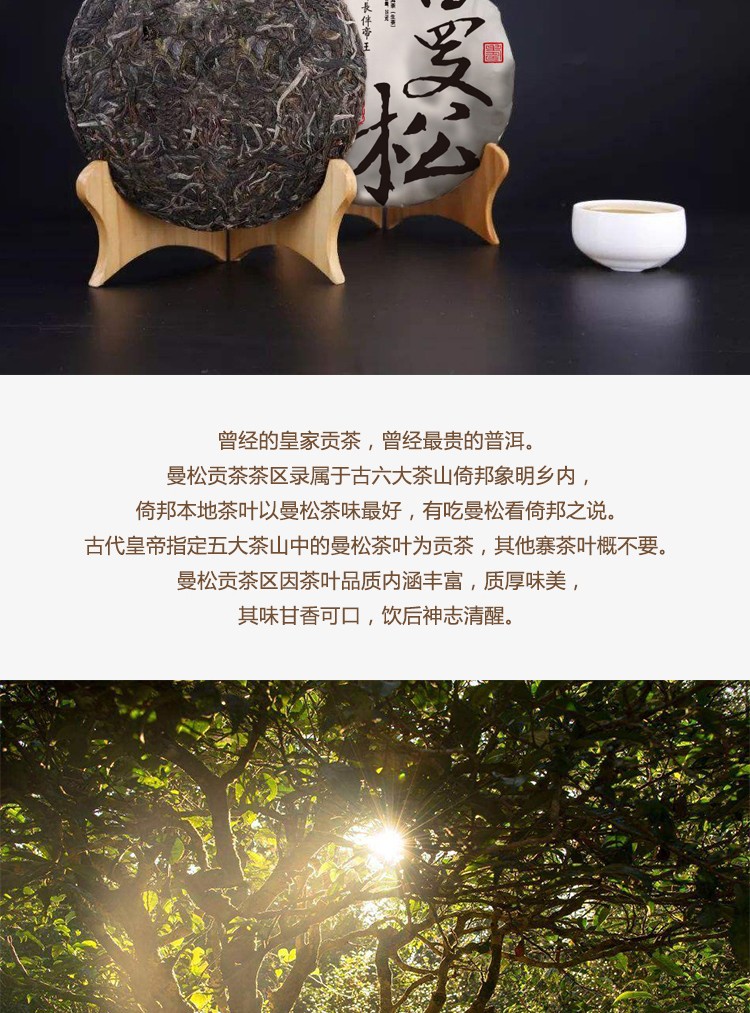 長伴帝王
曼
松
曾经的皇家贡茶，曾经最贵的普洱。
曼松贡茶茶区录属于古六大茶山倚邦象明乡内，
倚邦本地茶叶以曼松茶味最好，有吃曼松看倚邦之说。
古代皇帝指定五大茶山中的曼松茶叶为贡茶，其他寨茶叶概不要。
曼松贡茶区因茶叶品质内涵丰富，质厚味美，
其味甘香可口，饮后神志清醒。